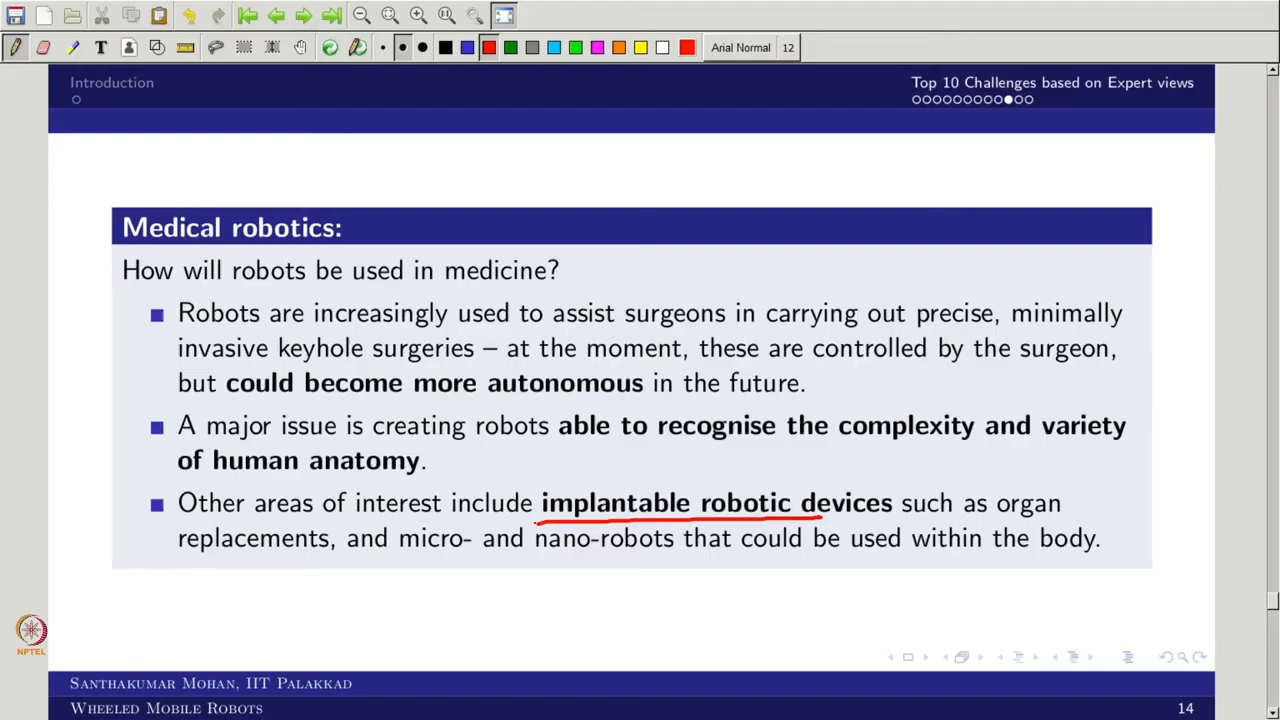 T
Arial Normal 12
Introduction
Top 10 Challenges based on Expert views
Medical robotics:
How will robots be used in medicine?
Robots are increasingly used to assist surgeons in carrying out precise, minimally
invasive keyhole surgeries – at the moment, these are controlled by the surgeon,
but could become more autonomous in the future.
A major issue is creating robots able to recognise the complexity and variety
of human anatomy.
Other areas of interest include implantable robotic devices such as organ
replacements, and micro- and nano-robots that could be used within the body.
NPTEL
Santhakumar Mohan, IIT Palakkad
Wheeled Mobile Robots
14